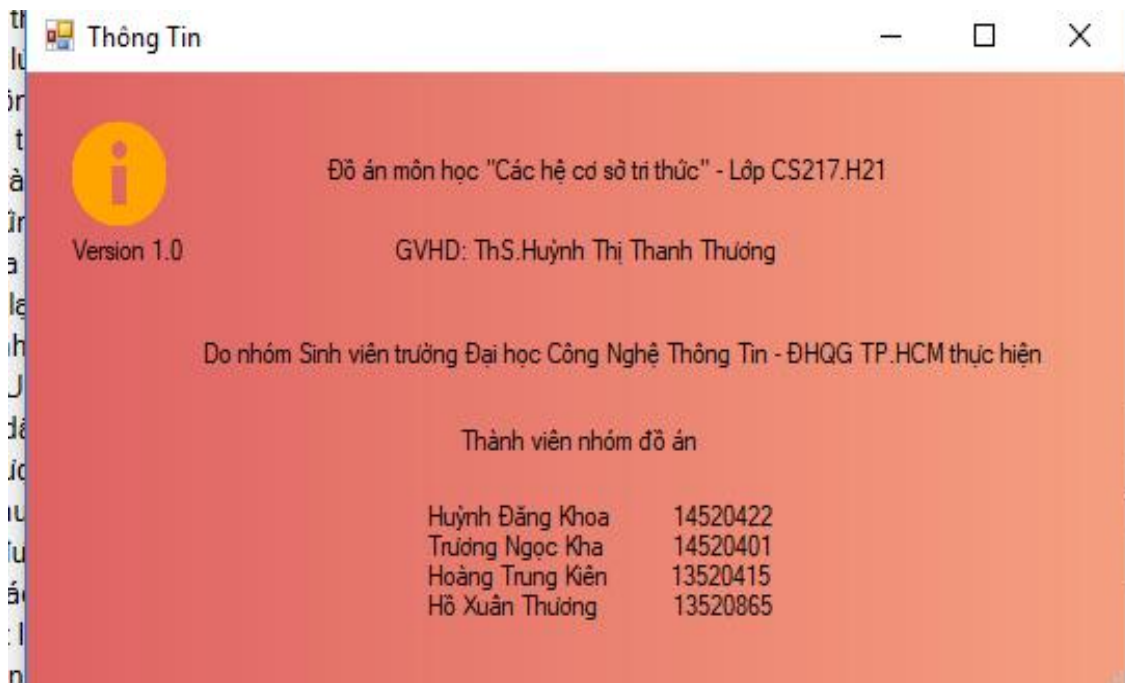 Thông Tin
Đồ án môn học "Các hệ cơ sở tri thức" - Lớp CS217.H21
Version 1.0
GVHD: ThS.Huỳnh Thị Thanh Thương
Do nhóm Sinh viên trường Đại học Công Nghệ Thông Tin - ĐHQG TP.HCM thực hiện
Thành viên nhóm đồ án
Huỳnh Đăng Khoa 14520422
Trương Ngọc Kha 14520401
Hoàng Trung Kiên 13520415
Hồ Xuân Thương 13520865